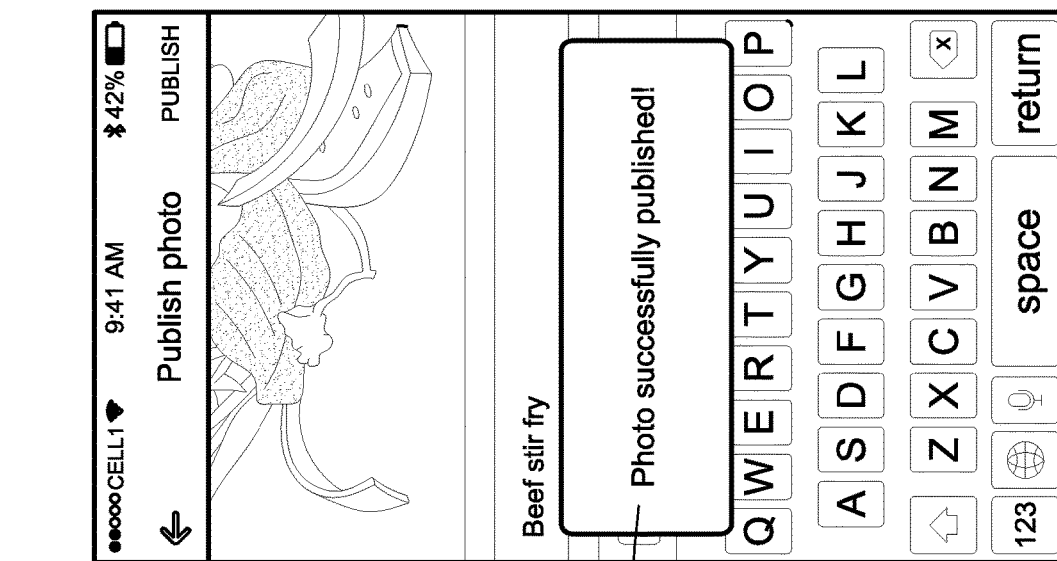 CELL1 9:41 AM 42%
Publish photo PUBLISH
Beef stir fry
Photo successfully published!
Q W E R T Y U I O P
A S D F G H J K L
Z X C V B N M
123 space return